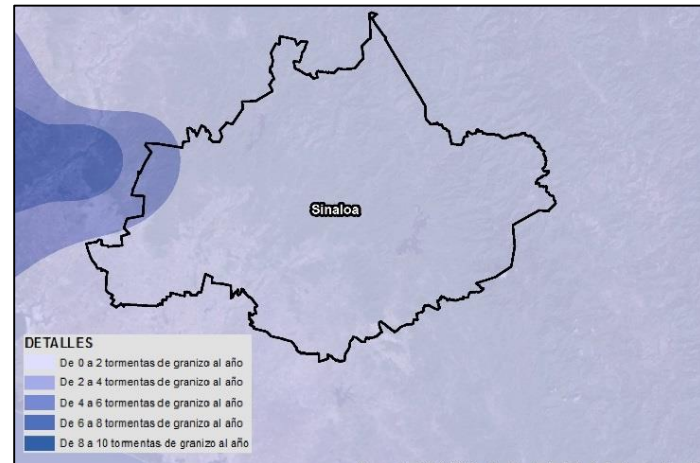 Sinaloa
DETALLES
De 0 a 2 tormentas de granizo al año
De 2 a 4 tormentas de granizo al año
De 4 a 6 tormentas de granizo al año
De 6 a 8 tormentas de granizo al año
De 8 a 10 tormentas de granizo al año